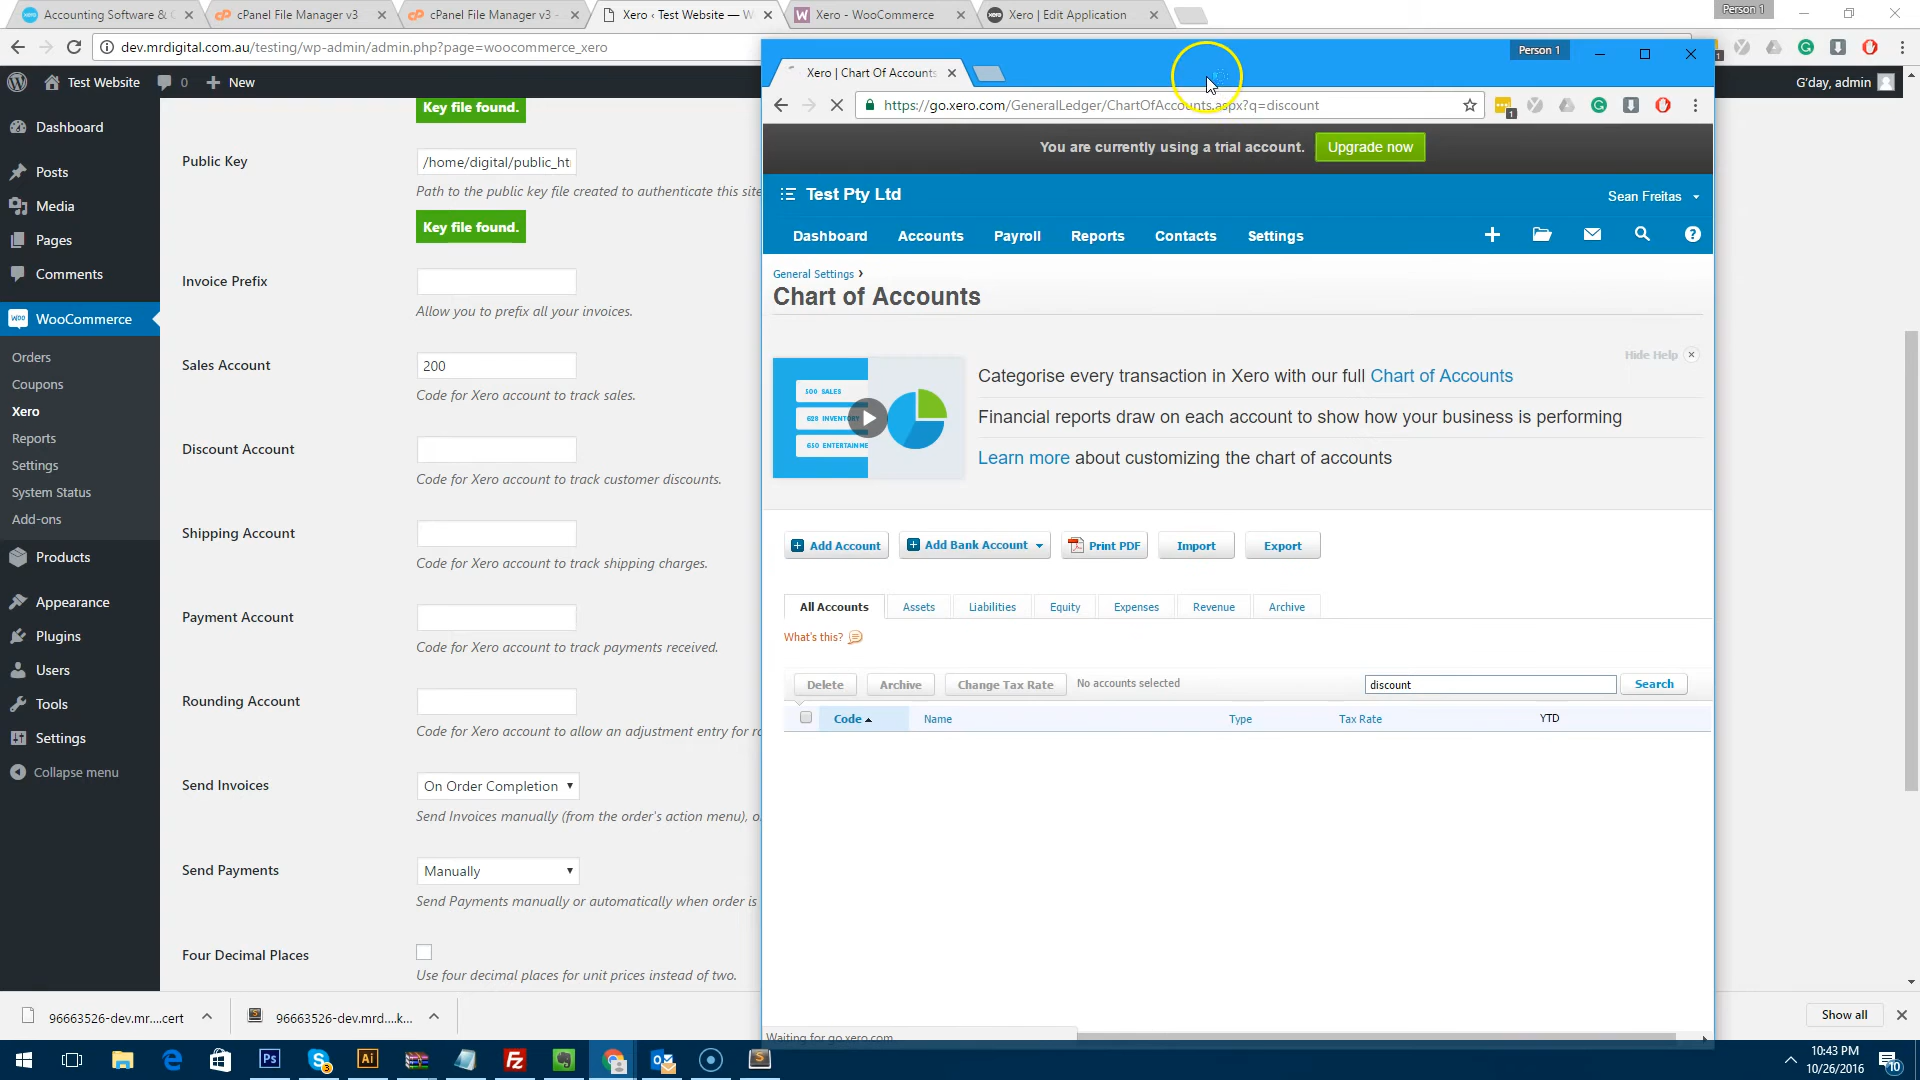 Accounting Software &
cPanel File Manager v3
cPanel File Manager v3 -
Xero ‹ Test Website — W
Xero - WooCommerce
Xero | Edit Application
Person 1
dev.mrdigital.com.au/testing/wp-admin/admin.php?page=woocommerce_xero
Test Website
0
New
G'day, admin
Dashboard
Posts
Media
Pages
Comments
WooCommerce
Orders
Coupons
Xero
Reports
Settings
System Status
Add-ons
Products
Appearance
Plugins
Users
Tools
Settings
Collapse menu
Key file found.
Public Key
/home/digital/public_ht
Path to the public key file created to authenticate this site
Key file found.
Invoice Prefix
Allow you to prefix all your invoices.
Sales Account
200
Code for Xero account to track sales.
Discount Account
Code for Xero account to track customer discounts.
Shipping Account
Code for Xero account to track shipping charges.
Payment Account
Code for Xero account to track payments received.
Rounding Account
Code for Xero account to allow an adjustment entry for ro
Send Invoices
On Order Completion
Send Invoices manually (from the order's action menu), o
Send Payments
Manually
Send Payments manually or automatically when order is
Four Decimal Places
Use four decimal places for unit prices instead of two.
Person 1
Xero | Chart Of Accounts
https://go.xero.com/GeneralLedger/ChartOfAccounts.aspx?q=discount
1
You are currently using a trial account.
Upgrade now
Test Pty Ltd
Sean Freitas
Dashboard
Accounts
Payroll
Reports
Contacts
Settings
General Settings ›
Chart of Accounts
Hide Help
500 SALES
628 INVENTORY
650 ENTERTAINME
Categorise every transaction in Xero with our full Chart of Accounts
Financial reports draw on each account to show how your business is performing
Learn more about customizing the chart of accounts
Add Account
Add Bank Account
Print PDF
Import
Export
All Accounts
Assets
Liabilities
Equity
Expenses
Revenue
Archive
What's this?
Delete
Archive
Change Tax Rate
No accounts selected
discount
Search
Code
Name
Type
Tax Rate
YTD
Waiting for go.xero.com
96663526-dev.mr....cert
96663526-dev.mrd....k...
Show all
10:43 PM
10/26/2016